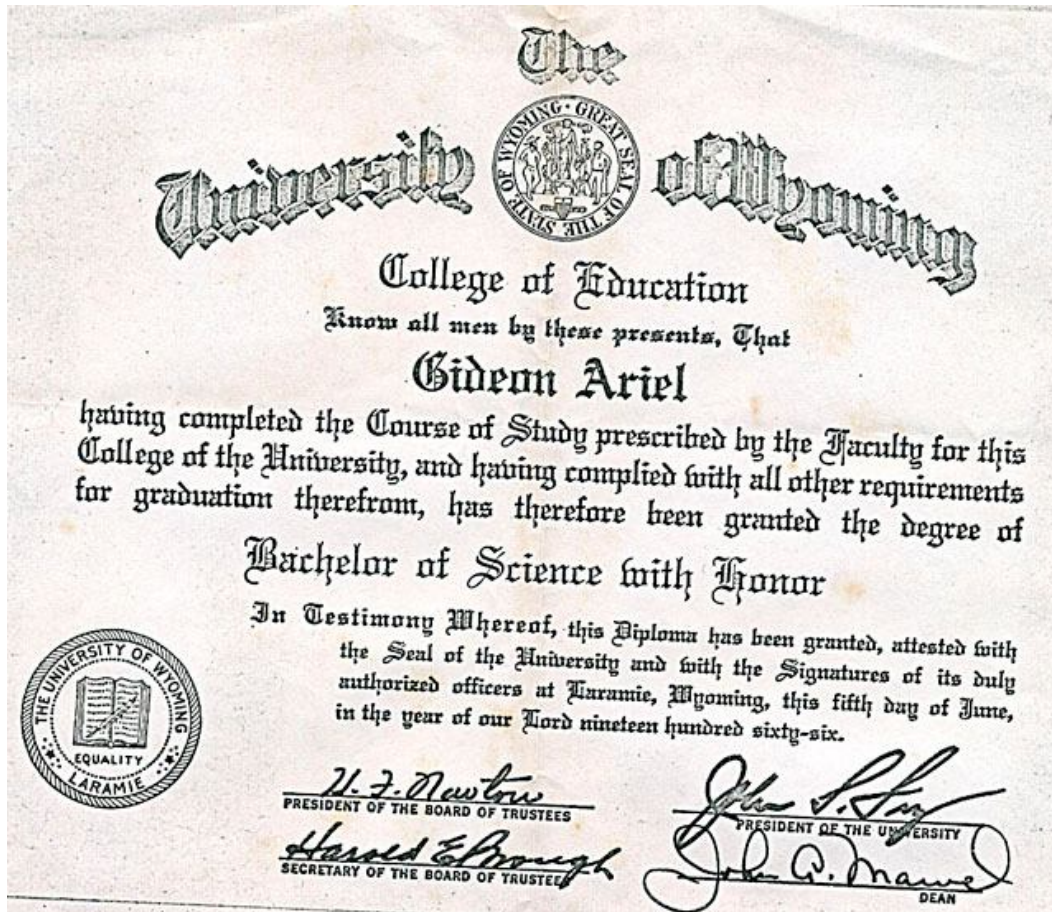 The
University of Wyoming
STATE OF WYOMING · GREAT SEAL OF THE
College of Education
Know all men by these presents, That
Gideon Ariel
having completed the Course of Study prescribed by the Faculty for this
College of the University, and having complied with all other requirements
for graduation therefrom, has therefore been granted the degree of
Bachelor of Science with Honor
In Testimony Whereof, this Diploma has been granted, attested with
the Seal of the University and with the Signatures of its duly
authorized officers at Laramie, Wyoming, this fifth day of June,
in the year of our Lord nineteen hundred sixty-six.
THE UNIVERSITY OF WYOMING
EQUALITY
LARAMIE
H. F. Newton
PRESIDENT OF THE BOARD OF TRUSTEES
John
PRESIDENT OF THE UNIVERSITY
Harold E. Brough
SECRETARY OF THE BOARD OF TRUSTEES
John A. Marvel
DEAN